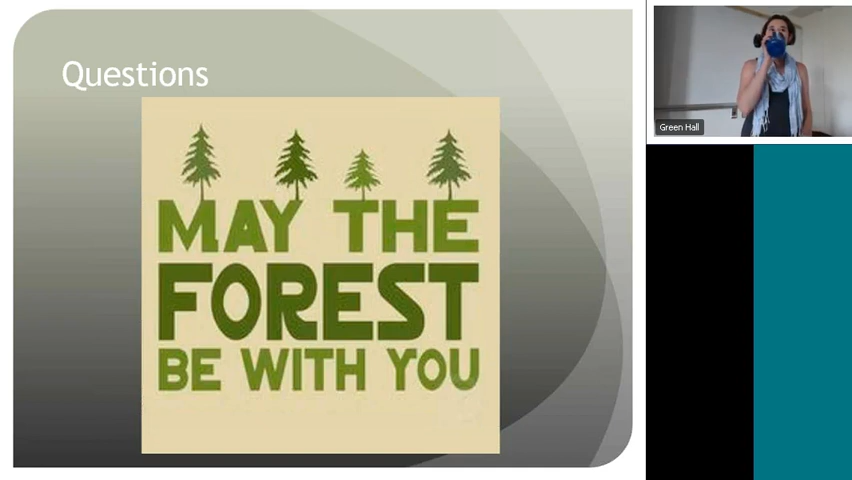 Questions
MAY THE
FOREST
BE WITH YOU
Green Hall